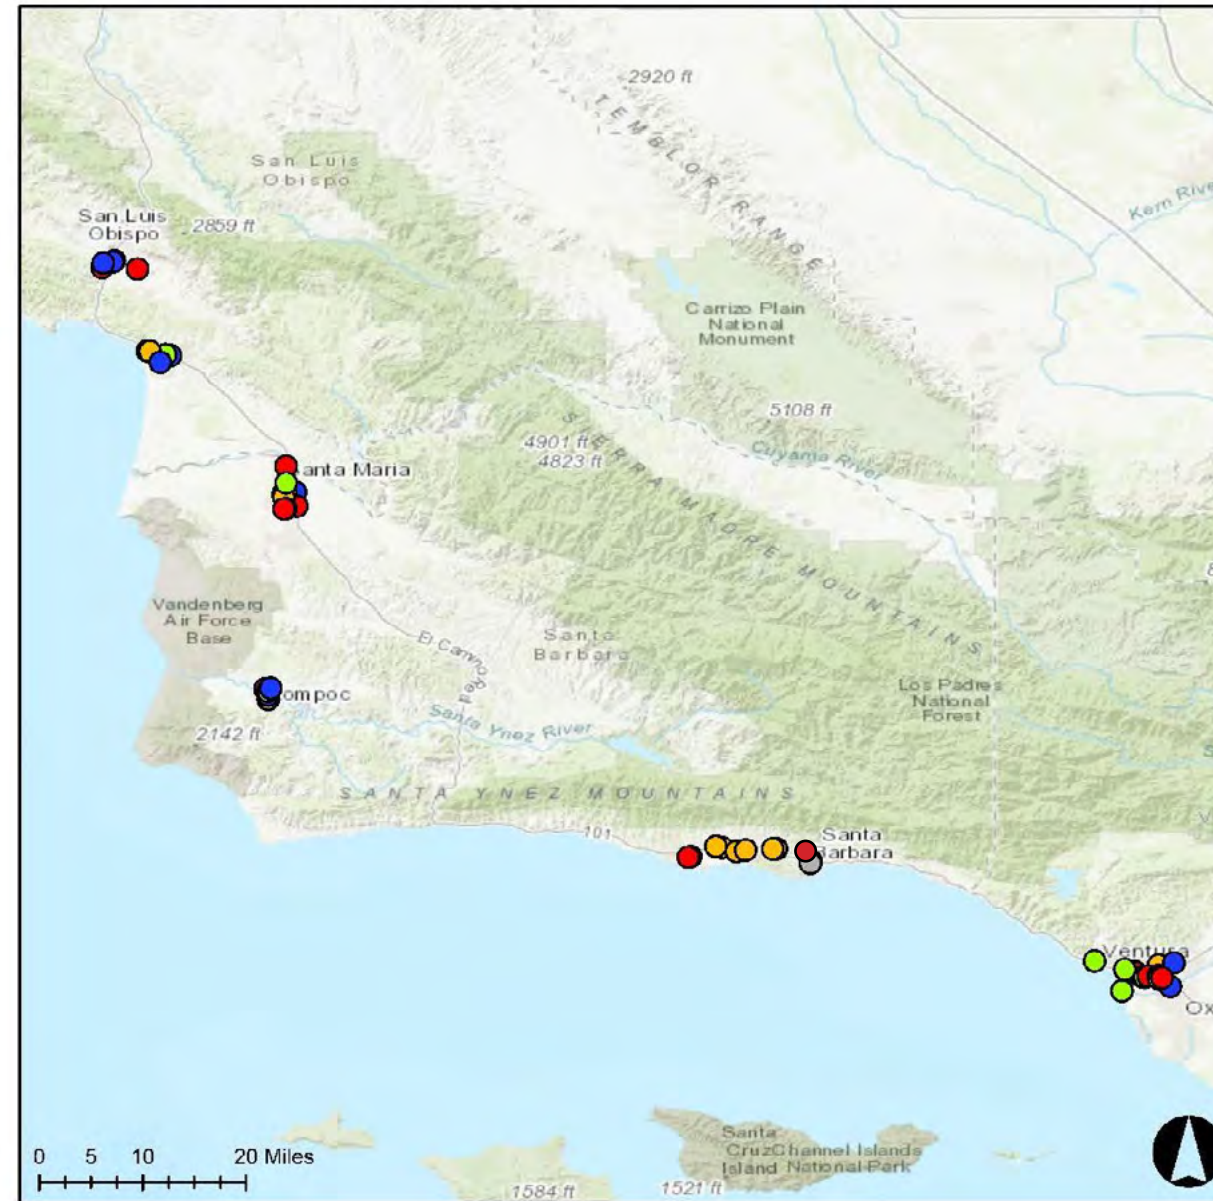 2920 ft
TEMBLOR RANGE
San Luis
Obispo
Kern Rive
San Luis
Obispo
2859 ft
Carrizo Plain
National
Monument
5108 ft
4901 ft
4823 ft
SIERRA MADRE MOUNTAINS
Cuyama River
anta Maria
Vandenberg
Air Force
Base
El Camino Real
Santa
Barbara
Los Padres
National
Forest
ompoc
Santa Ynez River
2142 ft
SANTA YNEZ MOUNTAINS
101
Santa
Barbara
Ventura
Ox
0 5 10 20 Miles
Santa
Cruz
Island
Channel Islands
National Park
1584 ft
1521 ft